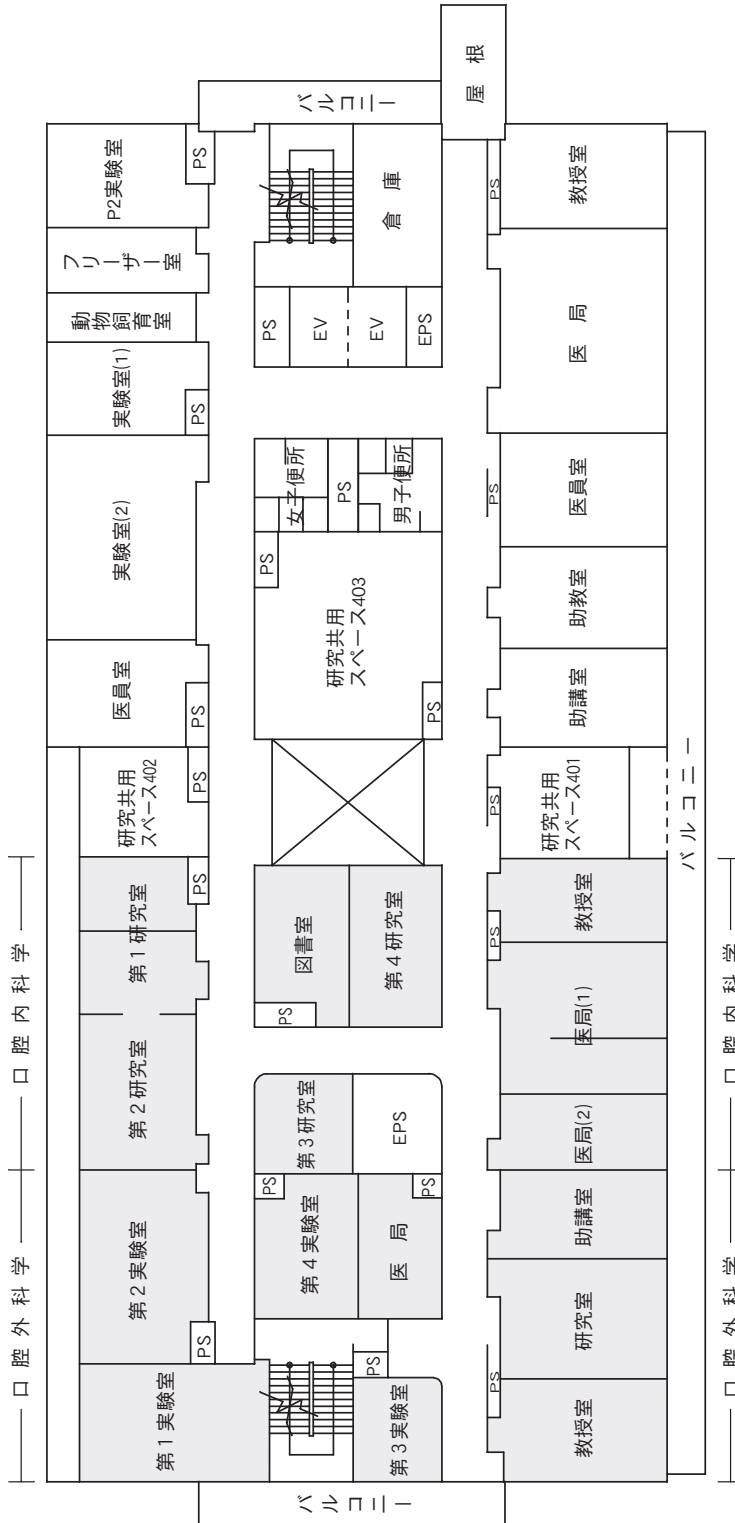 口腔外科学
口腔内科学
第1実験室
第2実験室
PS
第2研究室
第1研究室
PS
研究共用
スペース402
PS
医員室
PS
実験室(2)
実験室(1)
PS
動物飼育室
フリーザー室
P2実験室
PS
バルコニー
第3実験室
PS
第4実験室
PS
医 局
PS
第3研究室
EPS
図書室
PS
第4研究室
研究共用
スペース403
PS
PS
女子便所
PS
男子便所
PS
EV
EV
EPS
倉 庫
バルコニー
屋 根
教授室
PS
研究室
助講室
医局(2)
医局(1)
PS
教授室
研究共用
スペース401
PS
助講室
助教室
医員室
PS
医 局
教授室
PS
バルコニー
口腔外科学
口腔内科学